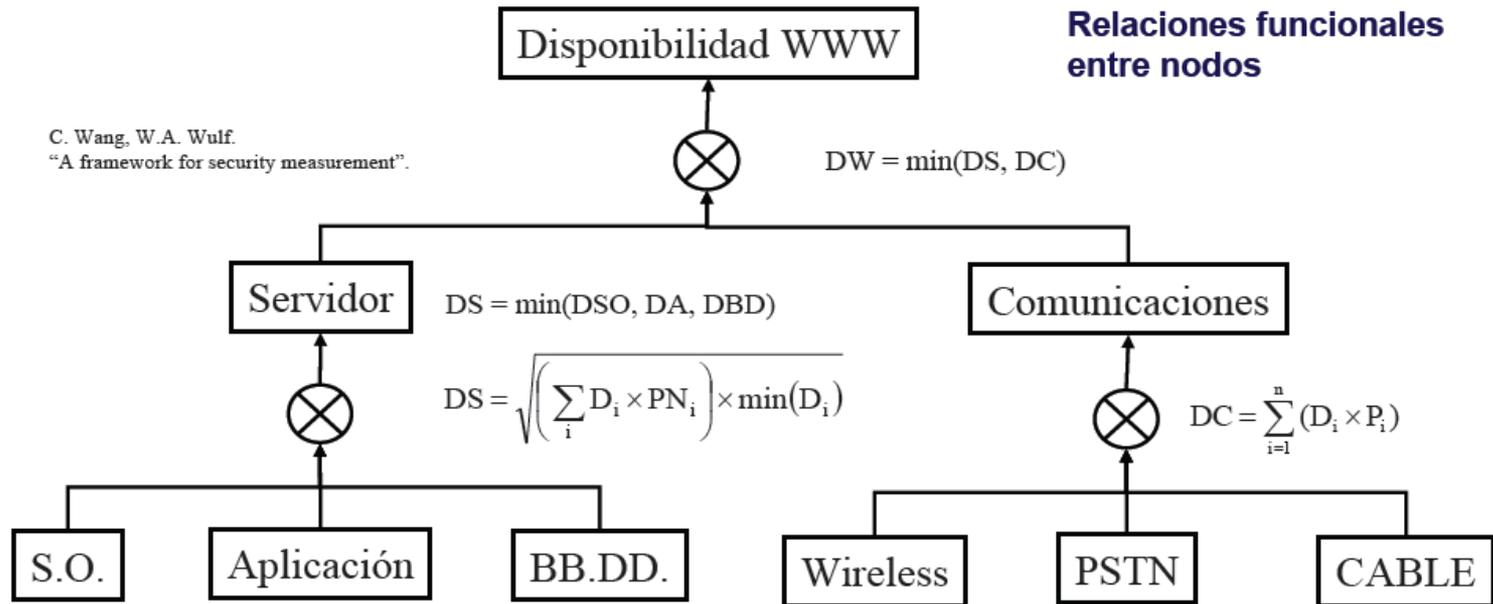 Disponibilidad WWW
Relaciones funcionales
entre nodos
C. Wang, W.A. Wulf.
“A framework for security measurement”.
DW = min(DS, DC)
Servidor
DS = min(DSO, DA, DBD)
Comunicaciones
DS = √((∑i Di × PNi) × min(Di))
DC = ∑i=1n (Di × Pi)
S.O.
Aplicación
BB.DD.
Wireless
PSTN
CABLE